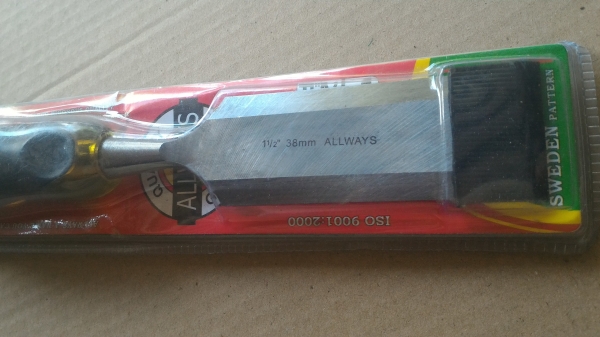 1½" 38mm ALLWAYS
ISO 9001:2000
SWEDEN
PATTERN